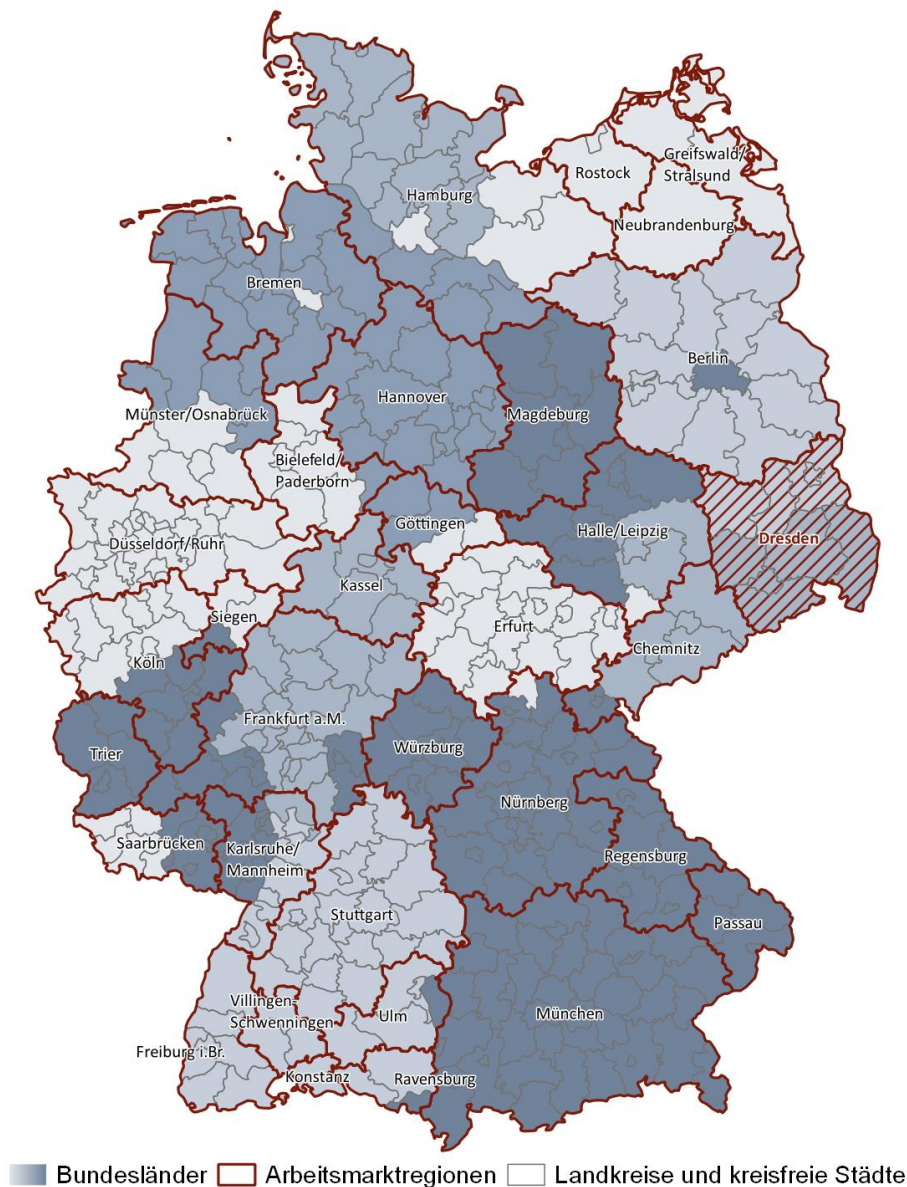 Greifswald/
Stralsund
Rostock
Hamburg
Neubrandenburg
Bremen
Berlin
Hannover
Münster/Osnabrück
Magdeburg
Bielefeld/
Paderborn
Göttingen
Halle/Leipzig
Düsseldorf/Ruhr
Dresden
Kassel
Siegen
Erfurt
Chemnitz
Köln
Frankfurt a.M.
Trier
Würzburg
Nürnberg
Saarbrücken
Karlsruhe/
Mannheim
Regensburg
Stuttgart
Passau
Villingen-
Schwenningen
Ulm
München
Freiburg i.Br.
Konstanz
Ravensburg
Bundesländer Arbeitsmarktregionen Landkreise und kreisfreie Städte